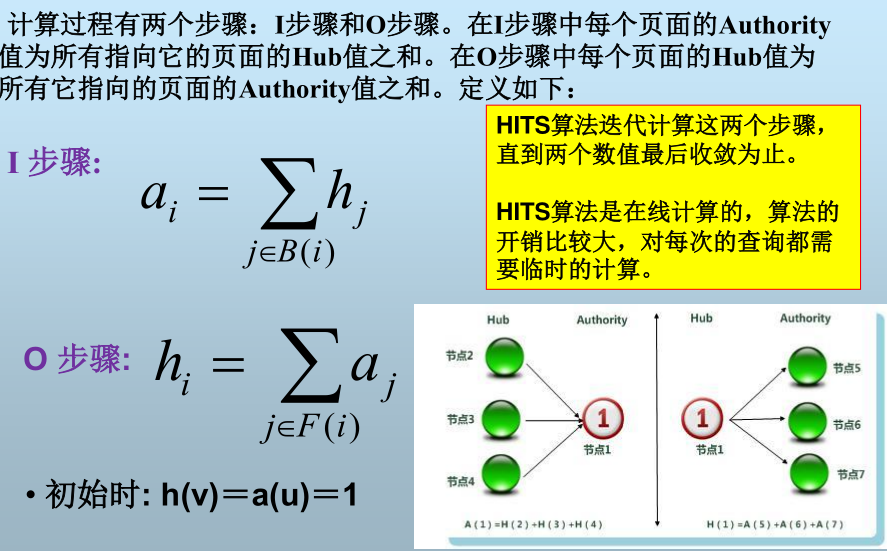 计算过程有两个步骤：I步骤和O步骤。在I步骤中每个页面的Authority
值为所有指向它的页面的Hub值之和。在O步骤中每个页面的Hub值为
所有它指向的页面的Authority值之和。定义如下：
HITS算法迭代计算这两个步骤，
直到两个数值最后收敛为止。
HITS算法是在线计算的，算法的
开销比较大，对每次的查询都需
要临时的计算。
I 步骤:
a_i = ∑_{j∈B(i)} h_j
O 步骤:
h_i = ∑_{j∈F(i)} a_j
• 初始时: h(v)＝a(u)＝1
Hub Authority
节点2
节点3
节点4
1
节点1
A(1)=H(2)+H(3)+H(4)
Hub Authority
1
节点1
节点5
节点6
节点7
H(1)=A(5)+A(6)+A(7)